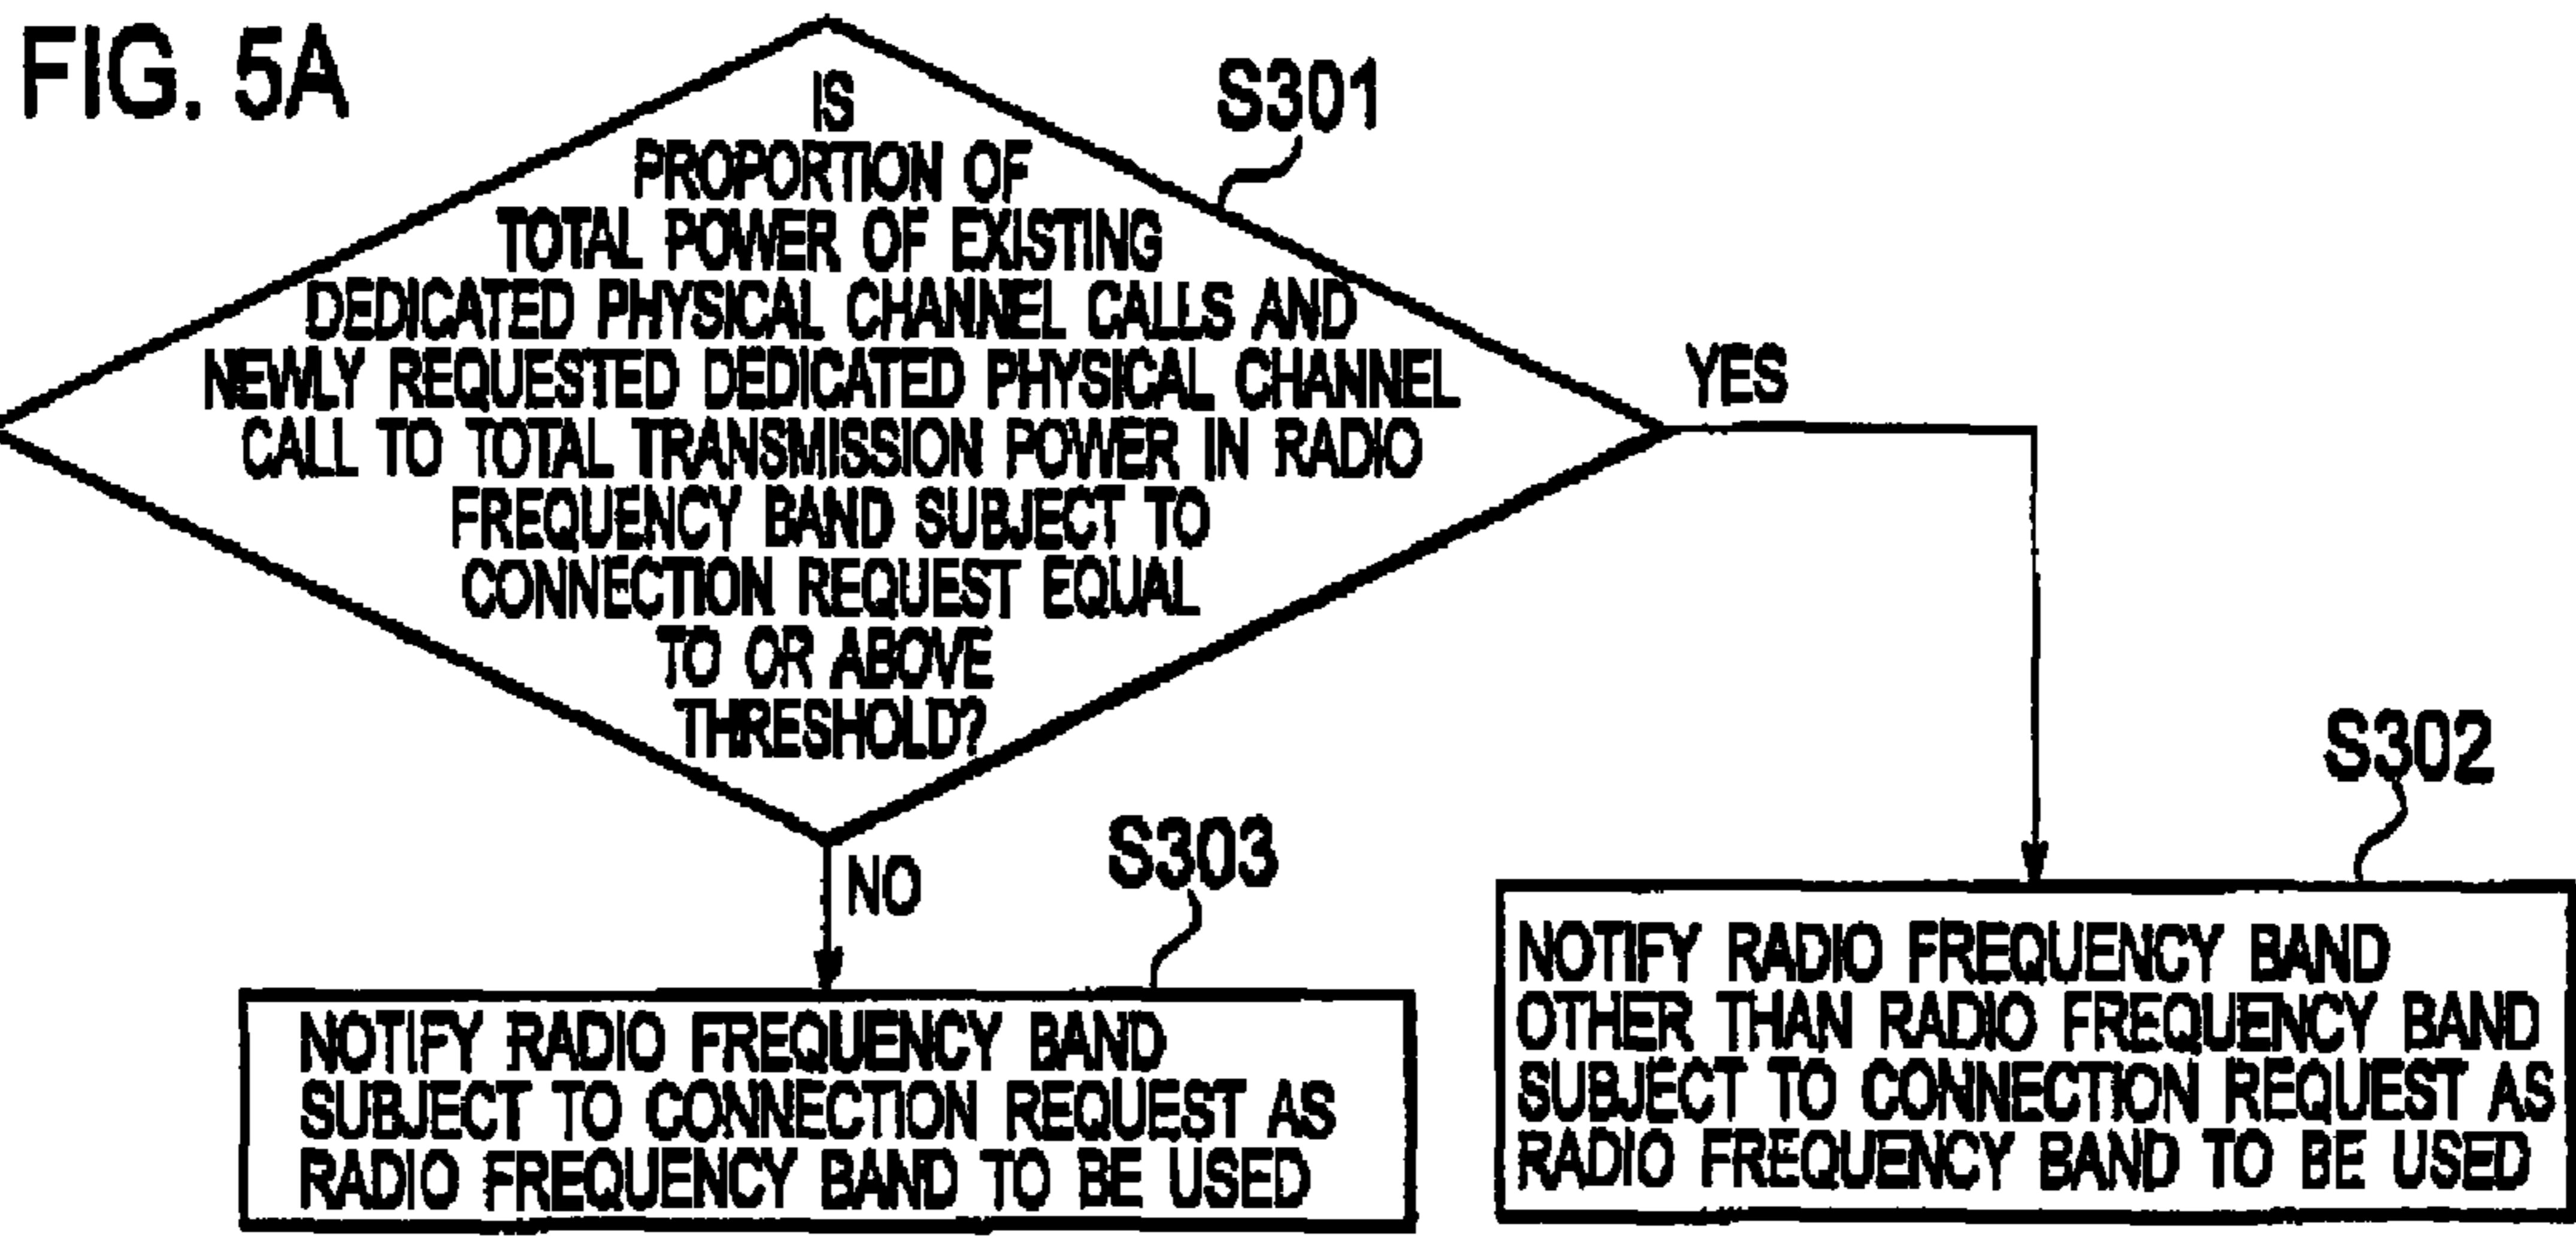 FIG. 5A
S301
IS
PROPORTION OF
TOTAL POWER OF EXISTING
DEDICATED PHYSICAL CHANNEL CALLS AND
NEWLY REQUESTED DEDICATED PHYSICAL CHANNEL
CALL TO TOTAL TRANSMISSION POWER IN RADIO
FREQUENCY BAND SUBJECT TO
CONNECTION REQUEST EQUAL
TO OR ABOVE
THRESHOLD?
YES
NO
S303
NOTIFY RADIO FREQUENCY BAND
SUBJECT TO CONNECTION REQUEST AS
RADIO FREQUENCY BAND TO BE USED
S302
NOTIFY RADIO FREQUENCY BAND
OTHER THAN RADIO FREQUENCY BAND
SUBJECT TO CONNECTION REQUEST AS
RADIO FREQUENCY BAND TO BE USED